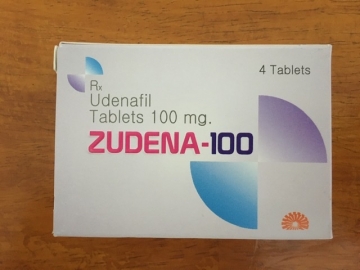 Rx
4 Tablets
Udenafil
Tablets 100 mg.
ZUDENA-100